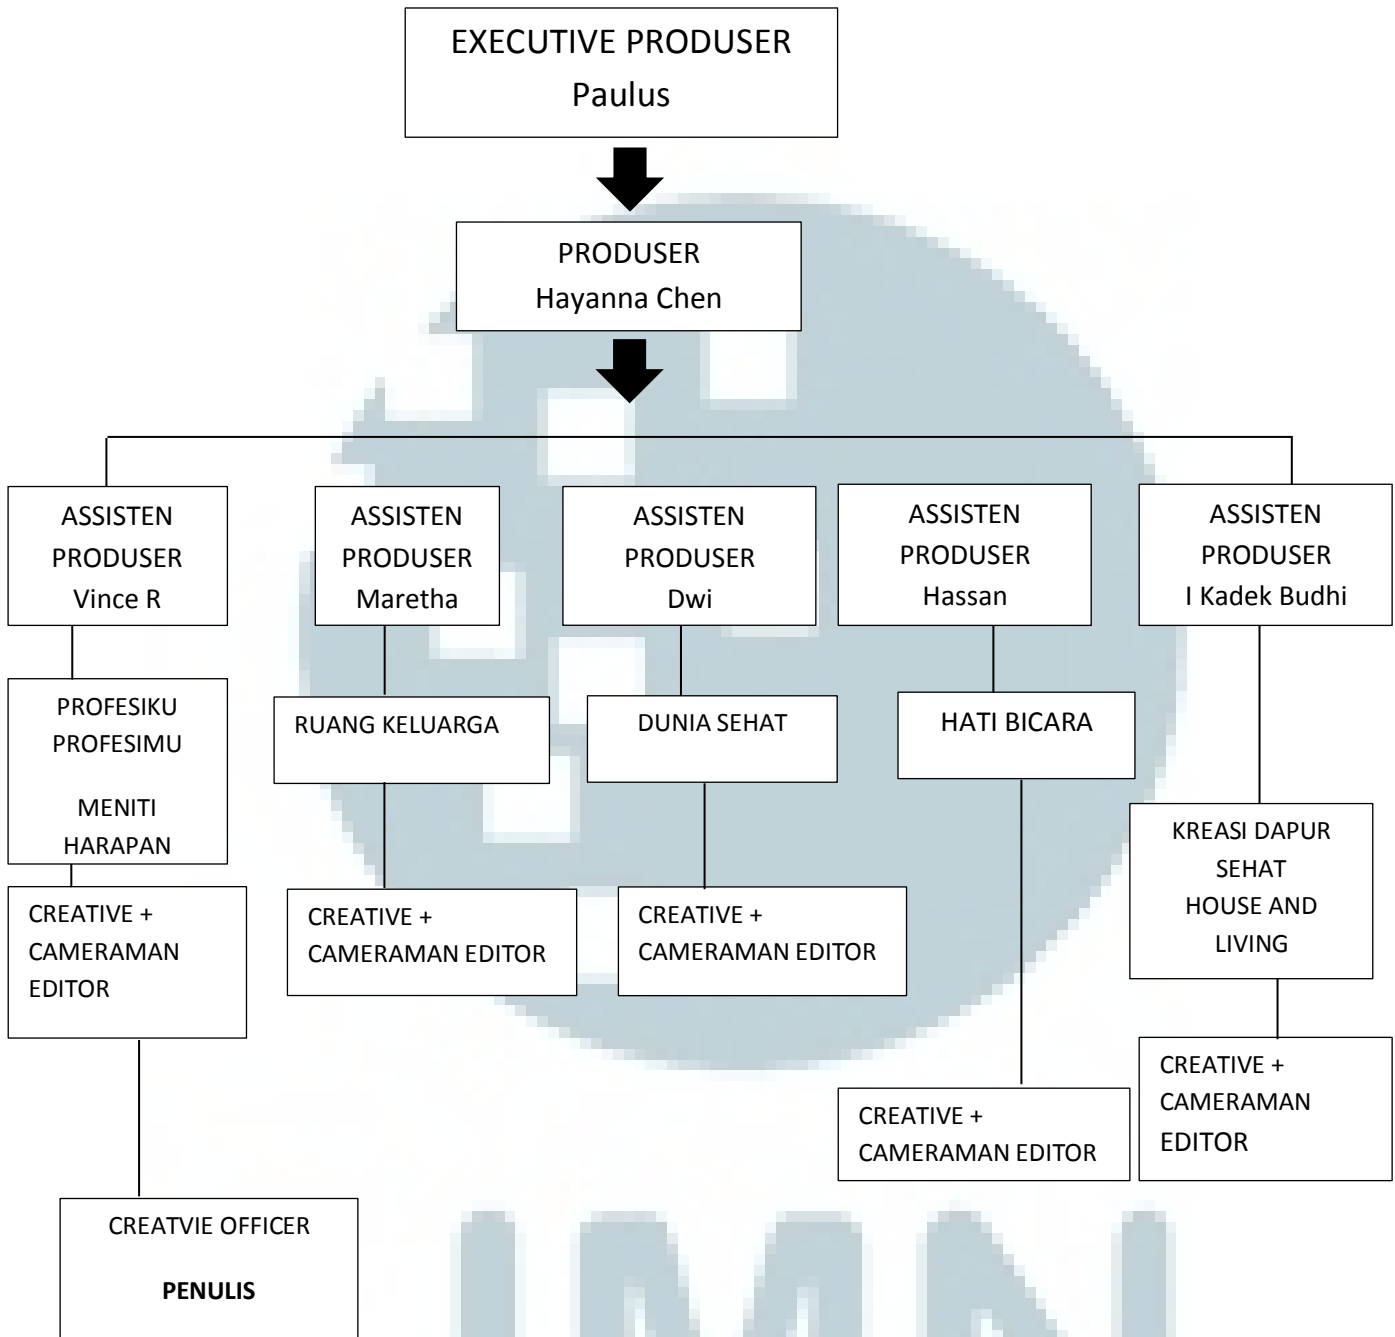 EXECUTIVE PRODUSER
Paulus
PRODUSER
Hayanna Chen
ASSISTEN
PRODUSER
Vince R
ASSISTEN
PRODUSER
Maretha
ASSISTEN
PRODUSER
Dwi
ASSISTEN
PRODUSER
Hassan
ASSISTEN
PRODUSER
I Kadek Budhi
PROFESIKU
PROFESIMU
MENITI
HARAPAN
RUANG KELUARGA
DUNIA SEHAT
HATI BICARA
KREASI DAPUR
SEHAT
HOUSE AND
LIVING
CREATIVE +
CAMERAMAN
EDITOR
CREATIVE +
CAMERAMAN EDITOR
CREATIVE +
CAMERAMAN EDITOR
CREATIVE +
CAMERAMAN EDITOR
CREATIVE +
CAMERAMAN
EDITOR
CREATVIE OFFICER
PENULIS